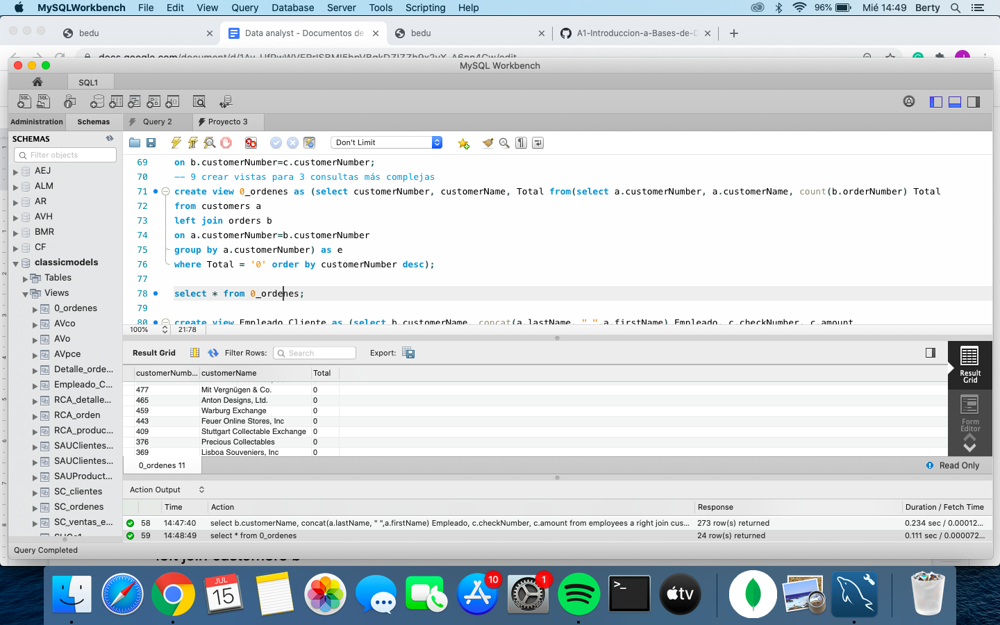 MySQLWorkbench File Edit View Query Database Server Tools Scripting Help 96% Mié 14:49 Berty
bedu Data analyst - Documentos de bedu A1-Introduccion-a-Bases-de-D
MySQL Workbench
SQL1
Administration Schemas Query 2 Proyecto 3
SCHEMAS
Filter objects
Don't Limit
AEJ
ALM
AR
AVH
BMR
CF
classicmodels
Tables
Views
0_ordenes
AVco
AVo
AVpce
Detalle_orde...
Empleado_C...
RCA_detalle...
RCA_orden
RCA_produc...
SAUClientes...
SAUClientes...
SAUProduct...
SC_clientes
SC_ordenes
SC_ventas_e...
69 on b.customerNumber=c.customerNumber;
70 -- 9 crear vistas para 3 consultas más complejas
71 create view 0_ordenes as (select customerNumber, customerName, Total from(select a.customerNumber, a.customerName, count(b.orderNumber) Total
72 from customers a
73 left join orders b
74 on a.customerNumber=b.customerNumber
75 group by a.customerNumber) as e
76 where Total = '0' order by customerNumber desc);
77
78 select * from 0_ordenes;
79
80 create view Empleado_Cliente as (select b.customerName, concat(a.lastName, " ",a.firstName) Empleado, c.checkNumber, c.amount
100% 21:78
Result Grid Filter Rows: Search Export:
customerNumb... customerName Total
477 Mit Vergnügen & Co. 0
465 Anton Designs, Ltd. 0
459 Warburg Exchange 0
443 Feuer Online Stores, Inc 0
409 Stuttgart Collectable Exchange 0
376 Precious Collectables 0
369 Lisboa Souveniers, Inc 0
Result Grid
Form Editor
0_ordenes 11 Read Only
Action Output
Time Action Response Duration / Fetch Time
58 14:47:40 select b.customerName, concat(a.lastName, " ",a.firstName) Empleado, c.checkNumber, c.amount from employees a right join cus... 273 row(s) returned 0.234 sec / 0.00012...
59 14:48:49 select * from 0_ordenes 24 row(s) returned 0.111 sec / 0.000072...
Query Completed
left join customers b
JUL
15
10
1
tv